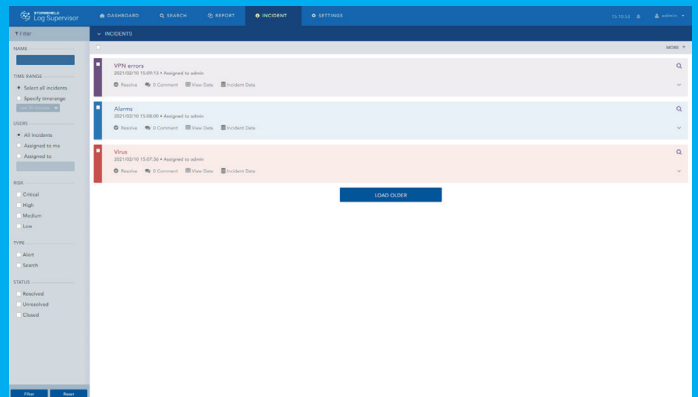 STORMSHIELD
Log Supervisor
DASHBOARD
SEARCH
REPORT
INCIDENT
SETTINGS
admin
Filter
INCIDENTS
MORE
NAME
TIME RANGE
Select all incidents
Specify timerange
USERS
All Incidents
Assigned to me
Assigned to
RISK
Critical
High
Medium
Low
TYPE
Alert
Search
STATUS
Resolved
Unresolved
Closed
Filter
Reset
VPN errors
2021/02/10 15:09:13 • Assigned to admin
Resolve 0 Comment View Data Incident Data
Alarms
2021/02/10 15:08:00 • Assigned to admin
Resolve 0 Comment View Data Incident Data
Virus
2021/02/10 15:07:36 • Assigned to admin
Resolve 0 Comment View Data Incident Data
LOAD OLDER